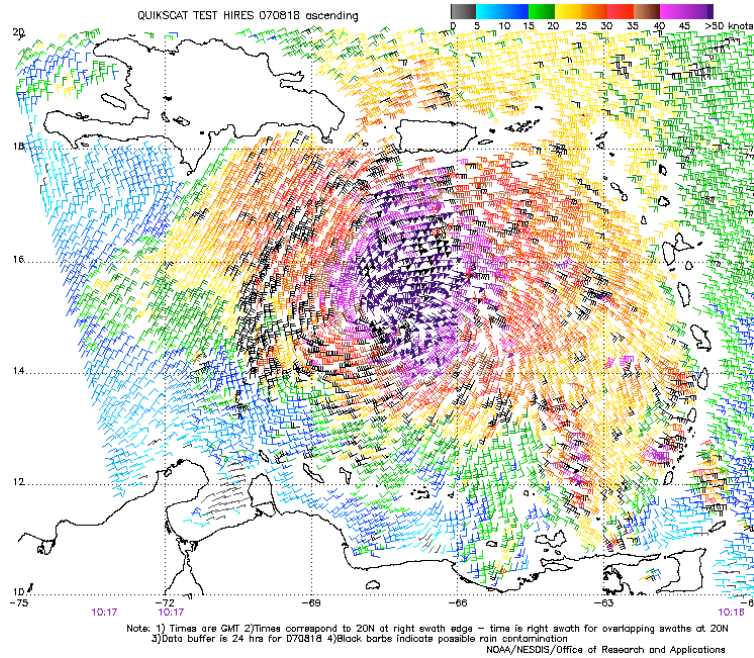 QUIKSCAT TEST HIRES 070818 ascending
0 5 10 15 20 25 30 35 40 45 >50 knots
20
18
16
14
12
10
-75 -72 -69 -66 -63 -6
10:17 10:17 10:15
Note: 1) Times are GMT 2)Times correspond to 20N at right swath edge – time is right swath for overlapping swaths at 20N
3)Data buffer is 24 hrs for 070818 4)Black barbs indicate possible rain contamination
NOAA/NESDIS/Office of Research and Applications